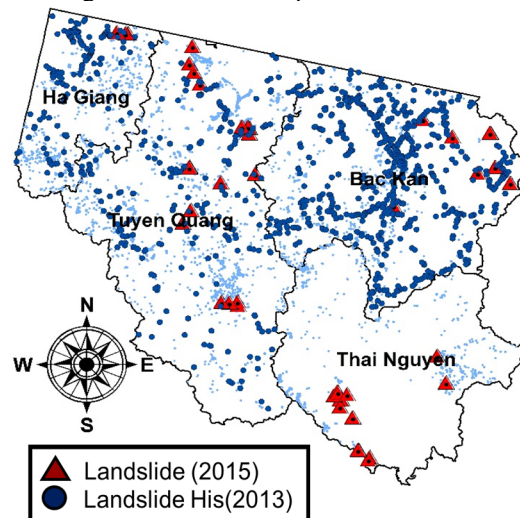 Ha Giang
Bac Kan
Tuyen Quang
N
W E
S
Thai Nguyen
Landslide (2015)
Landslide His(2013)